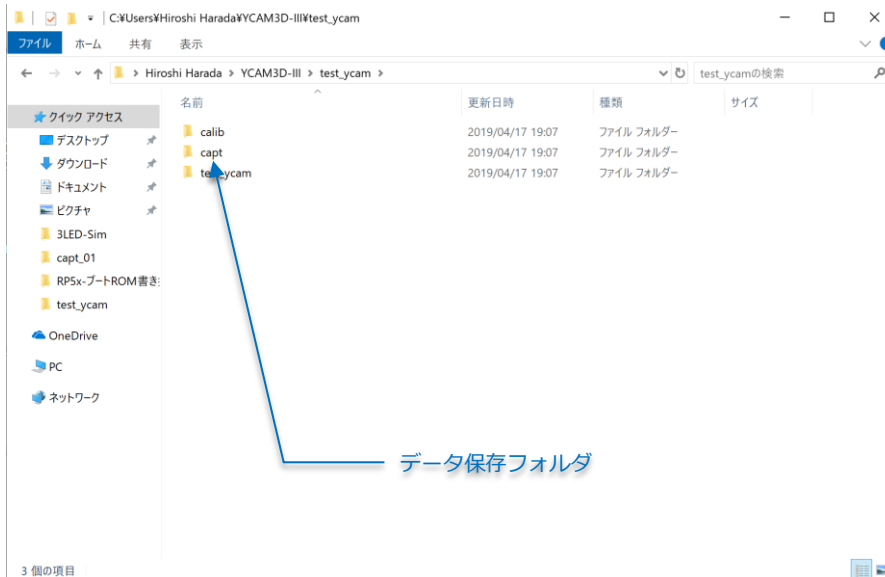 C:¥Users¥Hiroshi Harada¥YCAM3D-III¥test_ycam
ファイル ホーム 共有 表示
Hiroshi Harada > YCAM3D-III > test_ycam >
test_ycamの検索
名前 更新日時 種類 サイズ
クイック アクセス
デスクトップ
ダウンロード
ドキュメント
ピクチャ
3LED-Sim
capt_01
RP5x-ブートROM書き
test_ycam
OneDrive
PC
ネットワーク
calib 2019/04/17 19:07 ファイル フォルダー
capt 2019/04/17 19:07 ファイル フォルダー
test_ycam 2019/04/17 19:07 ファイル フォルダー
データ保存フォルダ
3 個の項目